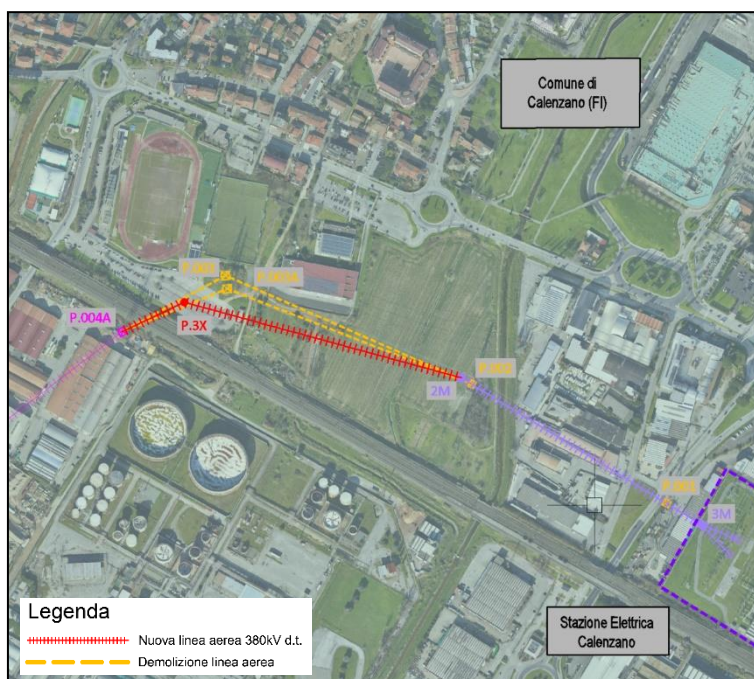 Comune di
Calenzano (FI)
P.004A
P.3X
2M
3M
Stazione Elettrica
Calenzano
Legenda
Nuova linea aerea 380kV d.t.
Demolizione linea aerea